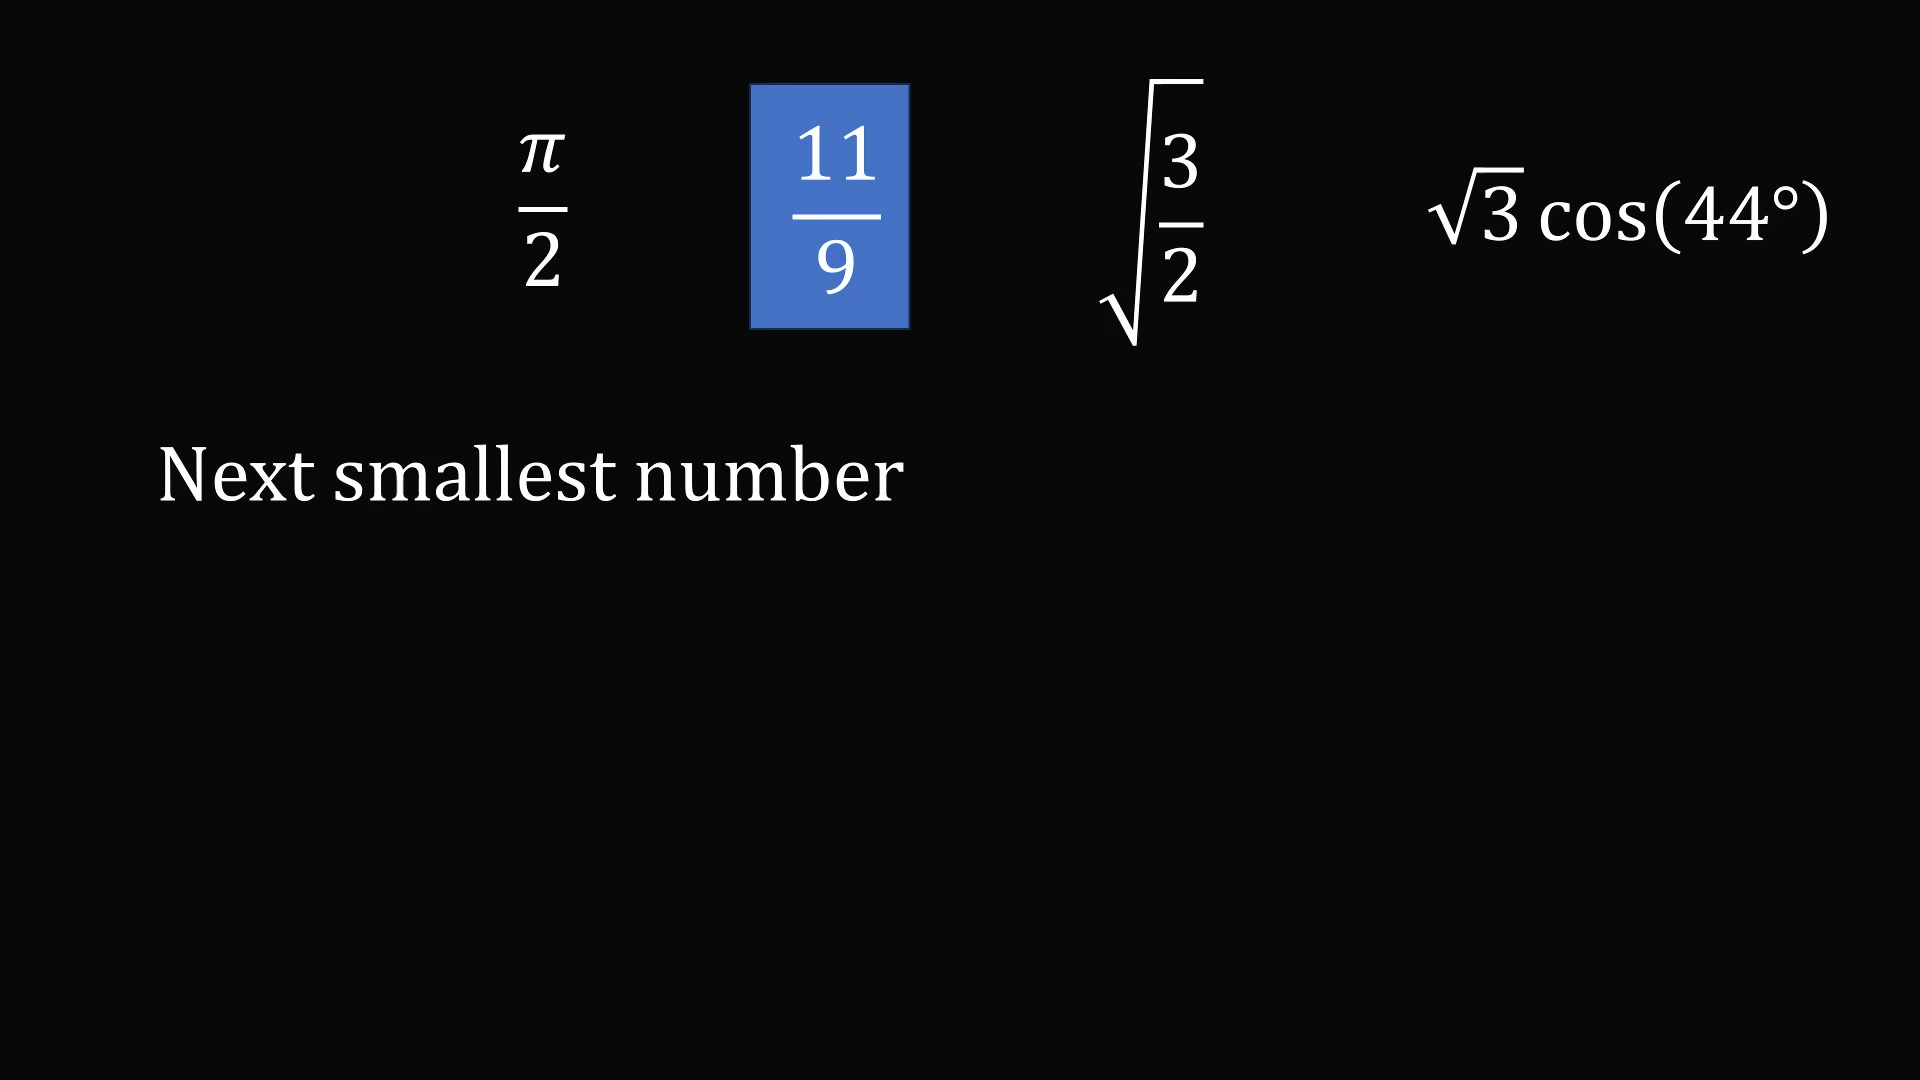 π/2 11/9 √(3/2) √3 cos(44°)
Next smallest number